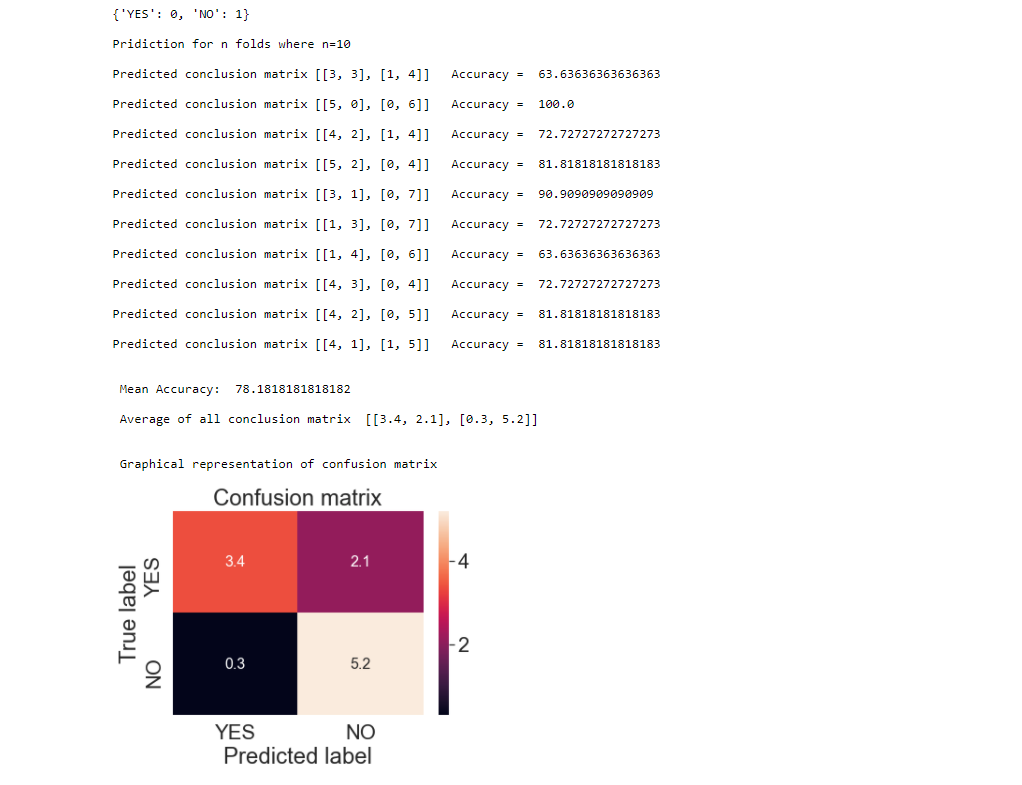 {'YES': 0, 'NO': 1}
Pridiction for n folds where n=10
Predicted conclusion matrix [[3, 3], [1, 4]]   Accuracy =  63.63636363636363
Predicted conclusion matrix [[5, 0], [0, 6]]   Accuracy =  100.0
Predicted conclusion matrix [[4, 2], [1, 4]]   Accuracy =  72.72727272727273
Predicted conclusion matrix [[5, 2], [0, 4]]   Accuracy =  81.81818181818183
Predicted conclusion matrix [[3, 1], [0, 7]]   Accuracy =  90.9090909090909
Predicted conclusion matrix [[1, 3], [0, 7]]   Accuracy =  72.72727272727273
Predicted conclusion matrix [[1, 4], [0, 6]]   Accuracy =  63.63636363636363
Predicted conclusion matrix [[4, 3], [0, 4]]   Accuracy =  72.72727272727273
Predicted conclusion matrix [[4, 2], [0, 5]]   Accuracy =  81.81818181818183
Predicted conclusion matrix [[4, 1], [1, 5]]   Accuracy =  81.81818181818183
Mean Accuracy:  78.1818181818182
Average of all conclusion matrix  [[3.4, 2.1], [0.3, 5.2]]
Graphical representation of confusion matrix
Confusion matrix
True label
YES
NO
3.4 2.1
0.3 5.2
4
2
YES NO
Predicted label